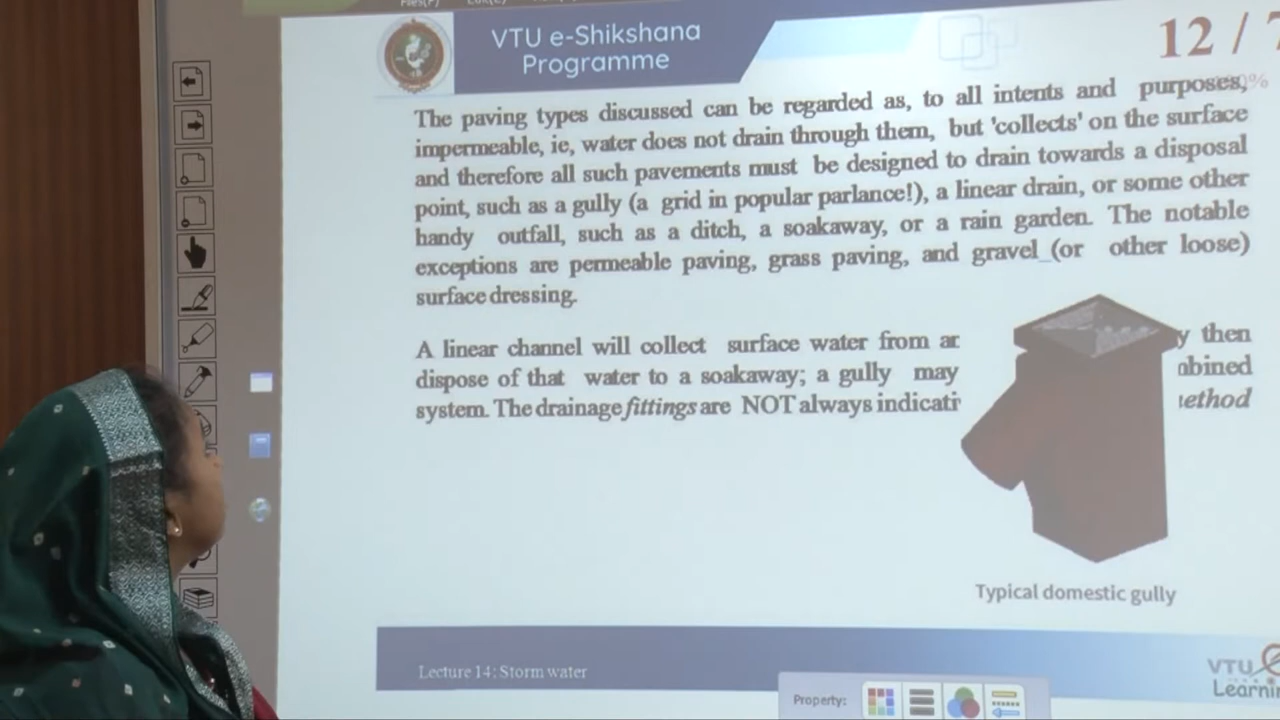 VTU e-Shikshana
Programme
12 / 7
The paving types discussed can be regarded as, to all intents and purposes,
impermeable, ie, water does not drain through them, but 'collects' on the surface
and therefore all such pavements must be designed to drain towards a disposal
point, such as a gully (a grid in popular parlance!), a linear drain, or some other
handy outfall, such as a ditch, a soakaway, or a rain garden. The notable
exceptions are permeable paving, grass paving, and gravel (or other loose)
surface dressing.
A linear channel will collect surface water from ar y then
dispose of that water to a soakaway; a gully may nbined
system. The drainage fittings are NOT always indicati ethod
Typical domestic gully
Lecture 14: Storm water
VTU
Learnin
Property: